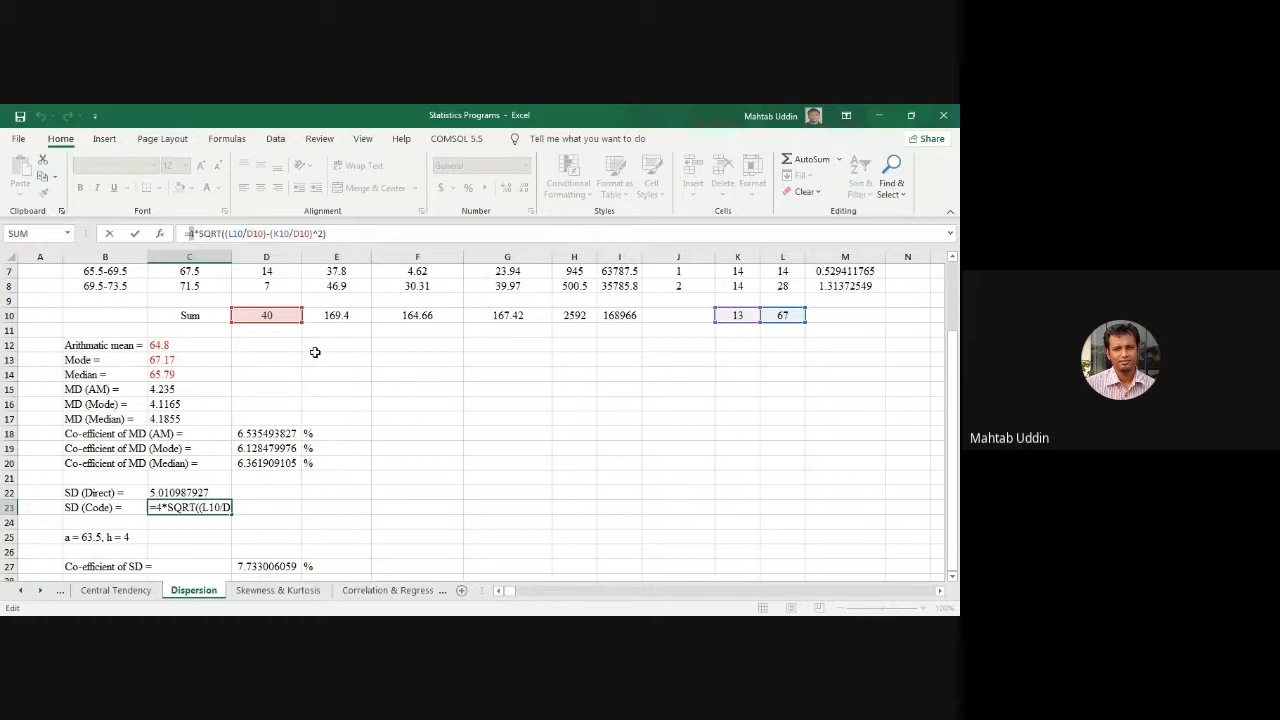 Statistics Programs - Excel
Mahtab Uddin
File Home Insert Draw Page Layout Formulas Data Review View Help COMSOL 5.5 Tell me what you want to do Share
Paste
12 A A
Wrap Text
General
Conditional Formatting
Format as Table
Cell Styles
Insert
Delete
Format
AutoSum
Fill
Clear
Sort & Filter
Find & Select
B I U
Merge & Center
$ % ,
Clipboard Font Alignment Number Styles Cells Editing
SUM fx =4*SQRT((L10/D10)-(K10/D10)^2)
A B C D E F G H I J K L M N
7 65.5-69.5 67.5 14 37.8 4.62 23.94 945 63787.5 1 14 14 0.529411765
8 69.5-73.5 71.5 7 46.9 30.31 39.97 500.5 35785.8 2 14 28 1.31372549
9
10 Sum 40 169.4 164.66 167.42 2592 168966 13 67
11
12 Arithmatic mean = 64.8
13 Mode = 67.17
14 Median = 65.79
15 MD (AM) = 4.235
16 MD (Mode) = 4.1165
17 MD (Median) = 4.1855
18 Co-efficient of MD (AM) = 6.535493827 %
19 Co-efficient of MD (Mode) = 6.128479976 %
20 Co-efficient of MD (Median) = 6.361909105 %
21
22 SD (Direct) = 5.010987927
23 SD (Code) = =4*SQRT((L10/D
24
25 a = 63.5, h = 4
26
27 Co-efficient of SD = 7.733006059 %
... Central Tendency Dispersion Skewness & Kurtosis Correlation & Regress ...
Edit 100%
Mahtab Uddin